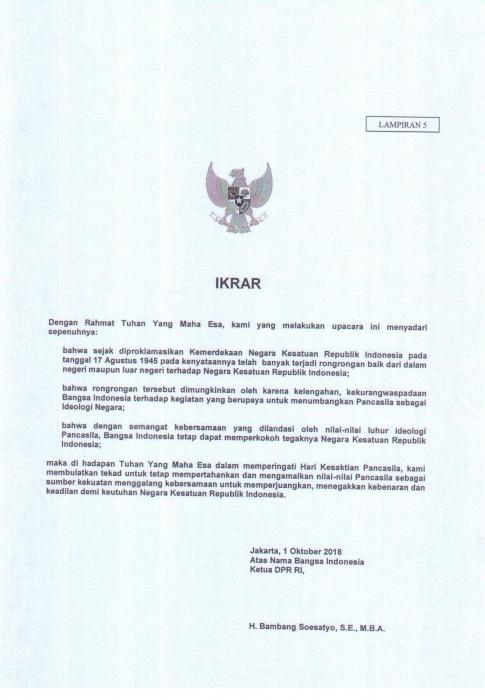 LAMPIRAN 5
IKRAR
Dengan Rahmat Tuhan Yang Maha Esa, kami yang melakukan upacara ini menyadari
sepenuhnya:
bahwa sejak diproklamasikan Kemerdekaan Negara Kesatuan Republik Indonesia pada
tanggal 17 Agustus 1945 pada kenyataannya telah banyak terjadi rongrongan baik dari dalam
negeri maupun luar negeri terhadap Negara Kesatuan Republik Indonesia;
bahwa rongrongan tersebut dimungkinkan oleh karena kelengahan, kekurangwaspadaan
Bangsa Indonesia terhadap kegiatan yang berupaya untuk menumbangkan Pancasila sebagai
Ideologi Negara;
bahwa dengan semangat kebersamaan yang dilandasi oleh nilai-nilai luhur ideologi
Pancasila, Bangsa Indonesia tetap dapat memperkokoh tegaknya Negara Kesatuan Republik
Indonesia;
maka di hadapan Tuhan Yang Maha Esa dalam memperingati Hari Kesaktian Pancasila, kami
membulatkan tekad untuk tetap mempertahankan dan mengamalkan nilai-nilai Pancasila sebagai
sumber kekuatan menggalang kebersamaan untuk memperjuangkan, menegakkan kebenaran dan
keadilan demi keutuhan Negara Kesatuan Republik Indonesia.
Jakarta, 1 Oktober 2018
Atas Nama Bangsa Indonesia
Ketua DPR RI,
H. Bambang Soesatyo, S.E., M.B.A.